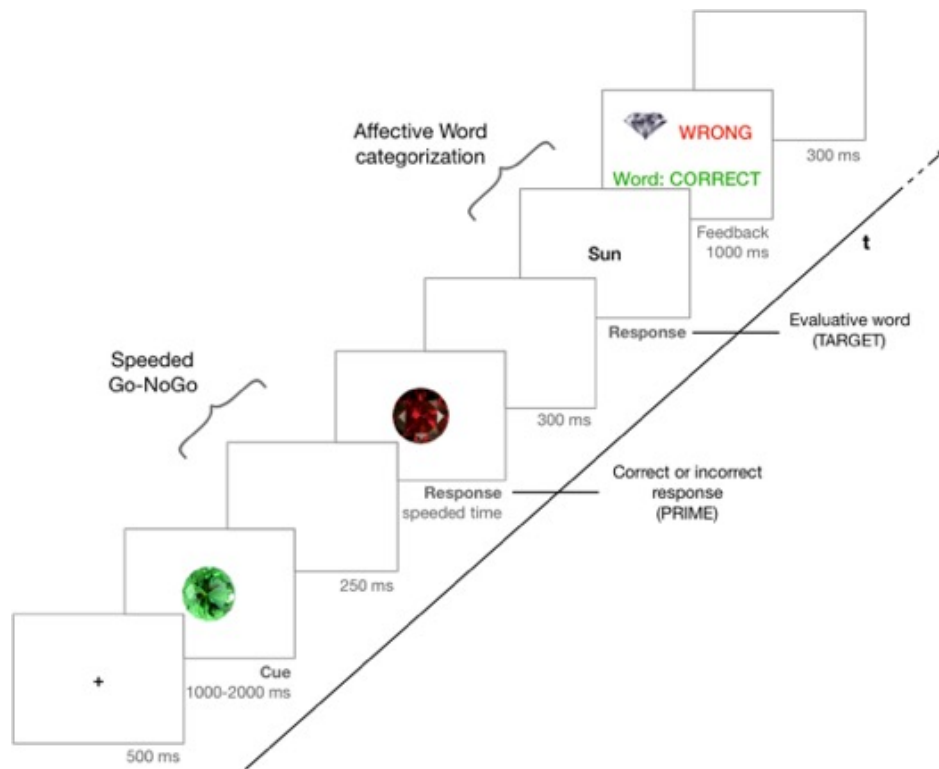 Affective Word
categorization
WRONG
Word: CORRECT
300 ms
Feedback
1000 ms
t
Sun
Response
Evaluative word
(TARGET)
Speeded
Go-NoGo
300 ms
Response
speeded time
Correct or incorrect
response
(PRIME)
250 ms
Cue
1000-2000 ms
+
500 ms